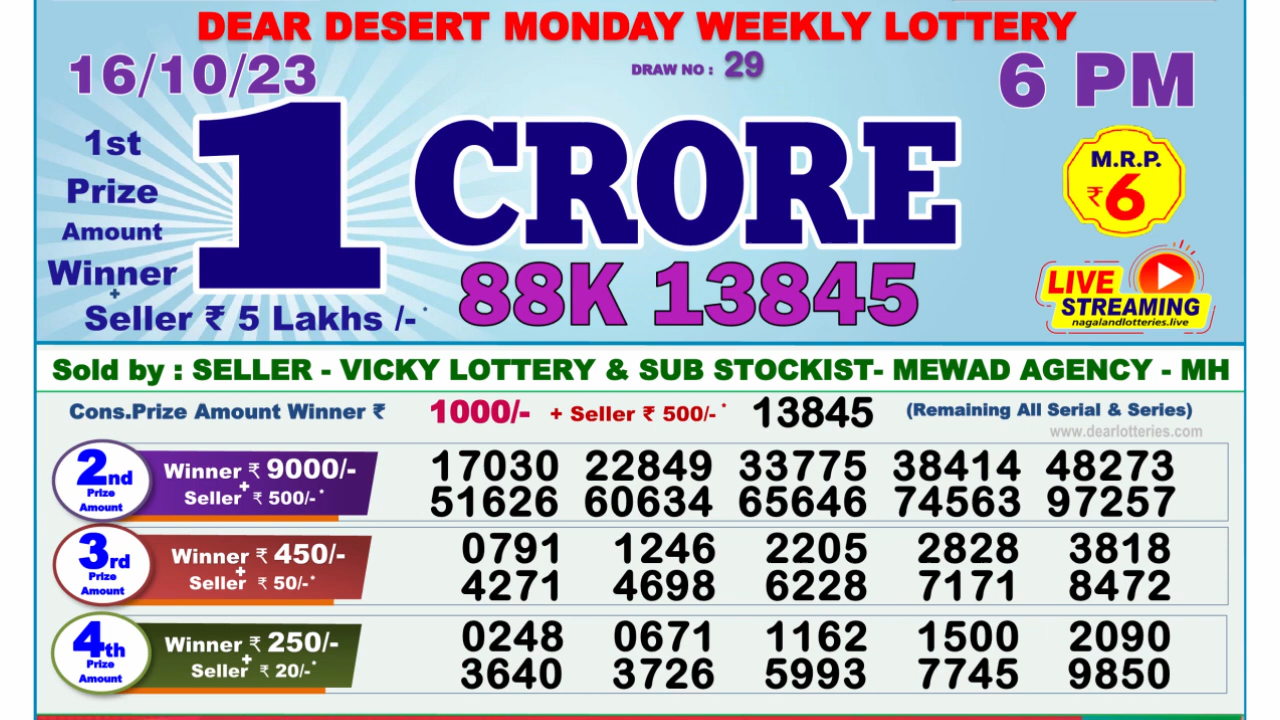 DEAR DESERT MONDAY WEEKLY LOTTERY
16/10/23
DRAW NO : 29
6 PM
1st
Prize
Amount
Winner
+
Seller ₹ 5 Lakhs /-*
1 CRORE
88K 13845
M.R.P.
₹6
LIVE
STREAMING
nagalandlotteries.live
Sold by : SELLER - VICKY LOTTERY & SUB STOCKIST- MEWAD AGENCY - MH
Cons.Prize Amount Winner ₹ 1000/- + Seller ₹ 500/-* 13845 (Remaining All Serial & Series)
www.dearlotteries.com
2nd
Prize
Amount
Winner ₹ 9000/-
+
Seller ₹ 500/-*
17030 22849 33775 38414 48273
51626 60634 65646 74563 97257
3rd
Prize
Amount
Winner ₹ 450/-
+
Seller ₹ 50/-*
0791 1246 2205 2828 3818
4271 4698 6228 7171 8472
4th
Prize
Amount
Winner ₹ 250/-
+
Seller ₹ 20/-*
0248 0671 1162 1500 2090
3640 3726 5993 7745 9850